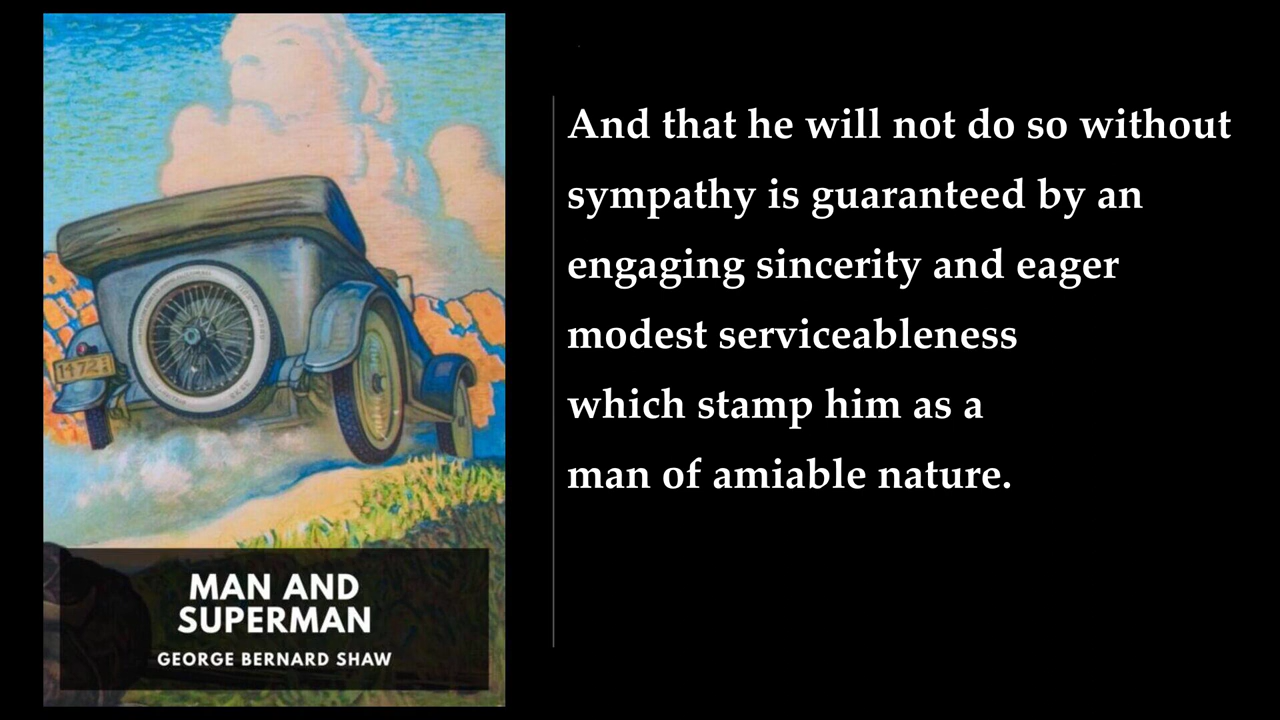 And that he will not do so without
sympathy is guaranteed by an
engaging sincerity and eager
modest serviceableness
which stamp him as a
man of amiable nature.
1472
MAN AND
SUPERMAN
GEORGE BERNARD SHAW